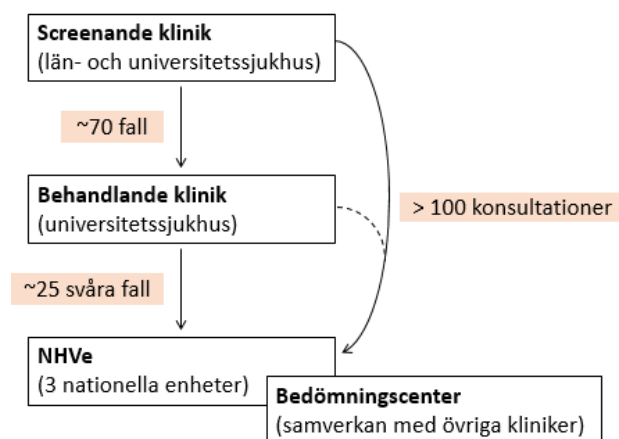 Screenande klinik
(län- och universitetssjukhus)
~70 fall
Behandlande klinik
(universitetssjukhus)
> 100 konsultationer
~25 svåra fall
NHVe
(3 nationella enheter)
Bedömningscenter
(samverkan med övriga kliniker)